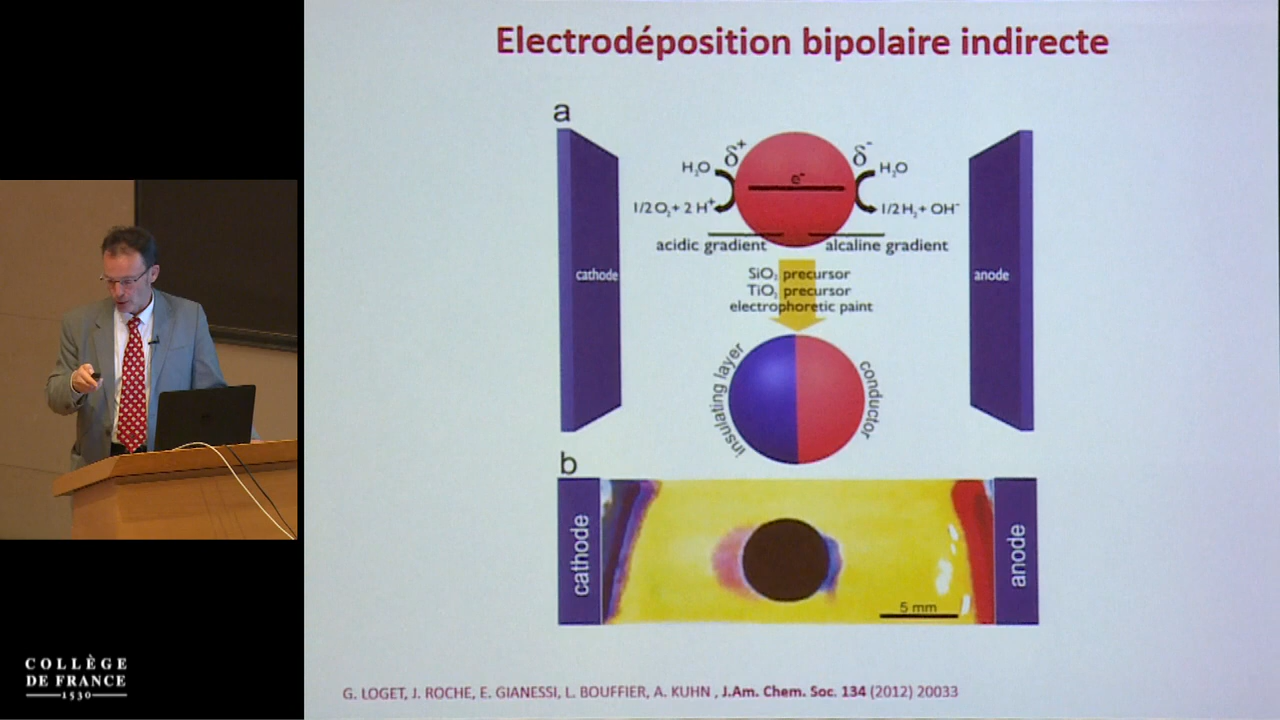 Electrodéposition bipolaire indirecte
a
δ+ δ-
H₂O H₂O
e-
1/2 O₂ + 2 H+ 1/2 H₂ + OH-
acidic gradient alcaline gradient
cathode anode
SiO₂ precursor
TiO₂ precursor
electrophoretic paint
insulating layer conductor
b
cathode anode
5 mm
COLLÈGE
DE FRANCE
1530
G. LOGET, J. ROCHE, E. GIANESSI, L. BOUFFIER, A. KUHN , J.Am. Chem. Soc. 134 (2012) 20033